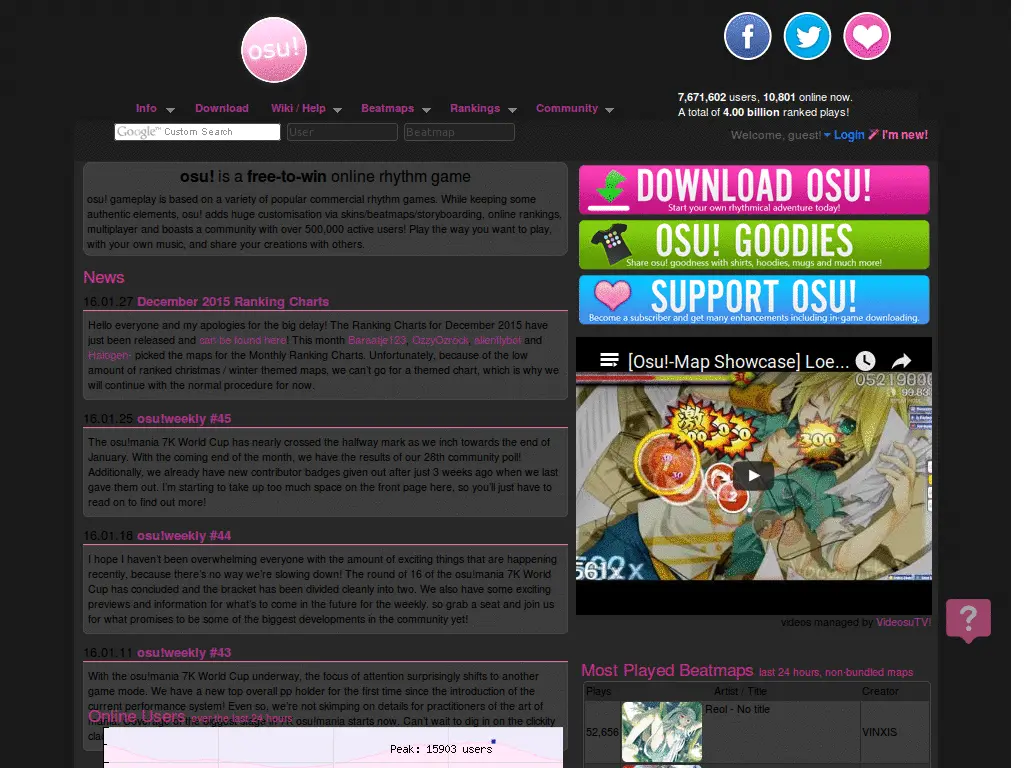 osu!
7,671,602 users, 10,801 online now.
A total of 4.00 billion ranked plays!
Info Download Wiki / Help Beatmaps Rankings Community
Google™ Custom Search User Beatmap
Welcome, guest! Login I'm new!
osu! is a free-to-win online rhythm game
osu! gameplay is based on a variety of popular commercial rhythm games. While keeping some
authentic elements, osu! adds huge customisation via skins/beatmaps/storyboarding, online rankings,
multiplayer and boasts a community with over 500,000 active users! Play the way you want to play,
with your own music, and share your creations with others.
News
16.01.27 December 2015 Ranking Charts
Hello everyone and my apologies for the big delay! The Ranking Charts for December 2015 have
just been released and can be found here! This month Baraatje123, OzzyOzrock, alienflybot and
Halogen- picked the maps for the Monthly Ranking Charts. Unfortunately, because of the low
amount of ranked christmas / winter themed maps, we can't go for a themed chart, which is why we
will continue with the normal procedure for now.
16.01.25 osu!weekly #45
The osu!mania 7K World Cup has nearly crossed the halfway mark as we inch towards the end of
January. With the coming end of the month, we have the results of our 28th community poll!
Additionally, we already have new contributor badges given out after just 3 weeks ago when we last
gave them out. I'm starting to take up too much space on the front page here, so you'll just have to
read on to find out more!
16.01.18 osu!weekly #44
I hope I haven't been overwhelming everyone with the amount of exciting things that are happening
recently, because there's no way we're slowing down! The round of 16 of the osu!mania 7K World
Cup has concluded and the bracket has been divided cleanly into two. We also have some exciting
previews and information for what's to come in the future for the weekly, so grab a seat and join us
for what promises to be some of the biggest developments in the community yet!
16.01.11 osu!weekly #43
With the osu!mania 7K World Cup underway, the focus of attention surprisingly shifts to another
game mode. We have a new top overall pp holder for the first time since the introduction of the
current performance system! Even so, we're not skimping on details for practitioners of the art of
osu!mania starts now. Can't wait to dig in on the clickity
Online Users over the last 24 hours
Peak: 15903 users
DOWNLOAD OSU!
Start your own rhythmical adventure today!
OSU! GOODIES
Share osu! goodness with shirts, hoodies, mugs and much more!
SUPPORT OSU!
Become a subscriber and get many enhancements including in-game downloading.
[Osu!-Map Showcase] Loe...
05219806
99.83
激
300
300
30
2
561x
videos managed by VideosuTV!
?
Most Played Beatmaps last 24 hours, non-bundled maps
Plays Artist / Title Creator
Reol - No title
52,656 VINXIS